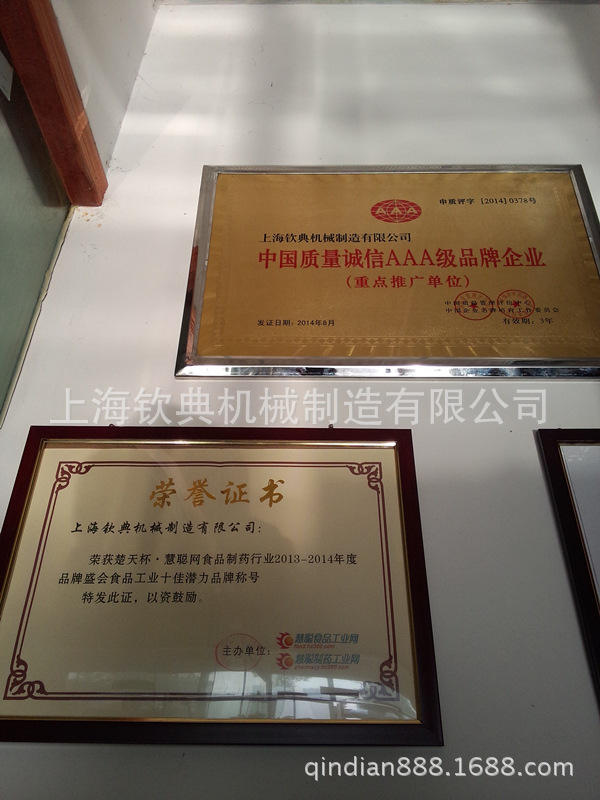 AAA
申质评字 [2014] 0378号
上海钦典机械制造有限公司
中国质量诚信AAA级品牌企业
(重点推广单位)
发证日期：2014年8月
有效期：3年
上海钦典机械制造有限公司
荣誉证书
上海钦典机械制造有限公司：
荣获楚天杯·慧聪网食品制药行业2013-2014年度
品牌盛会食品工业十佳潜力品牌称号
特发此证，以资鼓励。
主办单位：
慧聪食品工业网
慧聪制药工业网
qindian888.1688.com